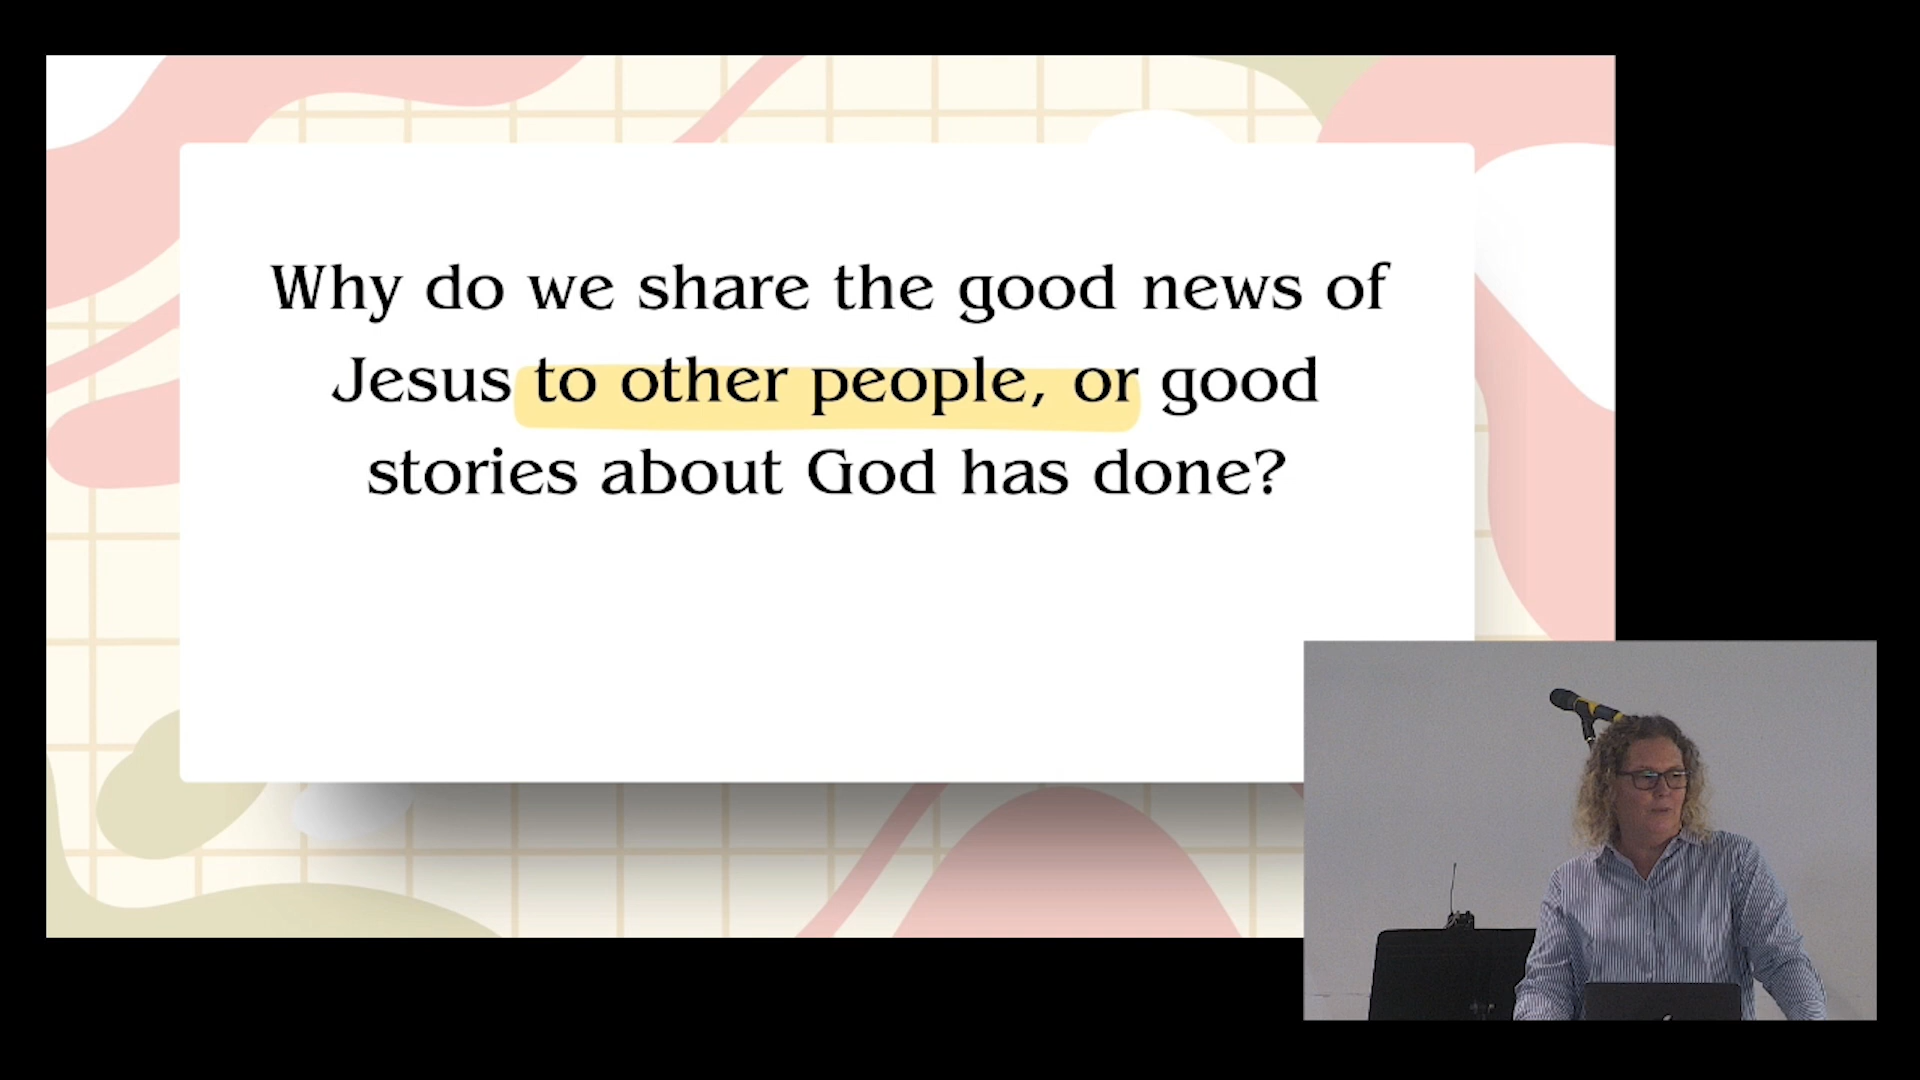 Why do we share the good news of
Jesus to other people, or good
stories about God has done?